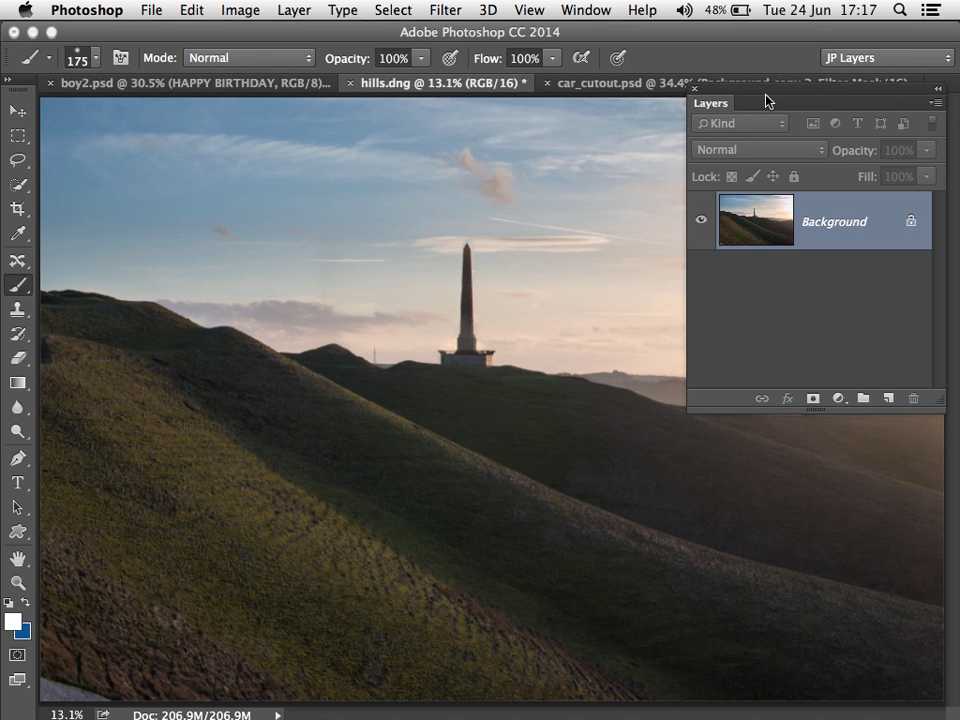 Photoshop File Edit Image Layer Type Select Filter 3D View Window Help 48% Tue 24 Jun 17:17
Adobe Photoshop CC 2014
175 Mode: Normal Opacity: 100% Flow: 100% JP Layers
× boy2.psd @ 30.5% (HAPPY BIRTHDAY, RGB/8)... × hills.dng @ 13.1% (RGB/16) * × car_cutout.psd @ 34.4%
Layers
Kind
Normal Opacity: 100%
Lock: Fill: 100%
Background
T
13.1% Doc: 206.9M/206.9M